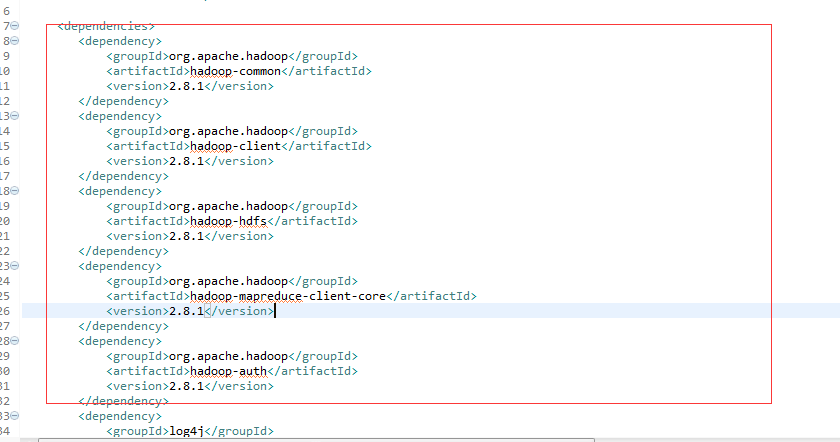 6
7 <dependencies>
8 <dependency>
9 <groupId>org.apache.hadoop</groupId>
10 <artifactId>hadoop-common</artifactId>
11 <version>2.8.1</version>
12 </dependency>
13 <dependency>
14 <groupId>org.apache.hadoop</groupId>
15 <artifactId>hadoop-client</artifactId>
16 <version>2.8.1</version>
17 </dependency>
18 <dependency>
19 <groupId>org.apache.hadoop</groupId>
20 <artifactId>hadoop-hdfs</artifactId>
21 <version>2.8.1</version>
22 </dependency>
23 <dependency>
24 <groupId>org.apache.hadoop</groupId>
25 <artifactId>hadoop-mapreduce-client-core</artifactId>
26 <version>2.8.1</version>
27 </dependency>
28 <dependency>
29 <groupId>org.apache.hadoop</groupId>
30 <artifactId>hadoop-auth</artifactId>
31 <version>2.8.1</version>
32 </dependency>
33 <dependency>
34 <groupId>log4j</groupId>